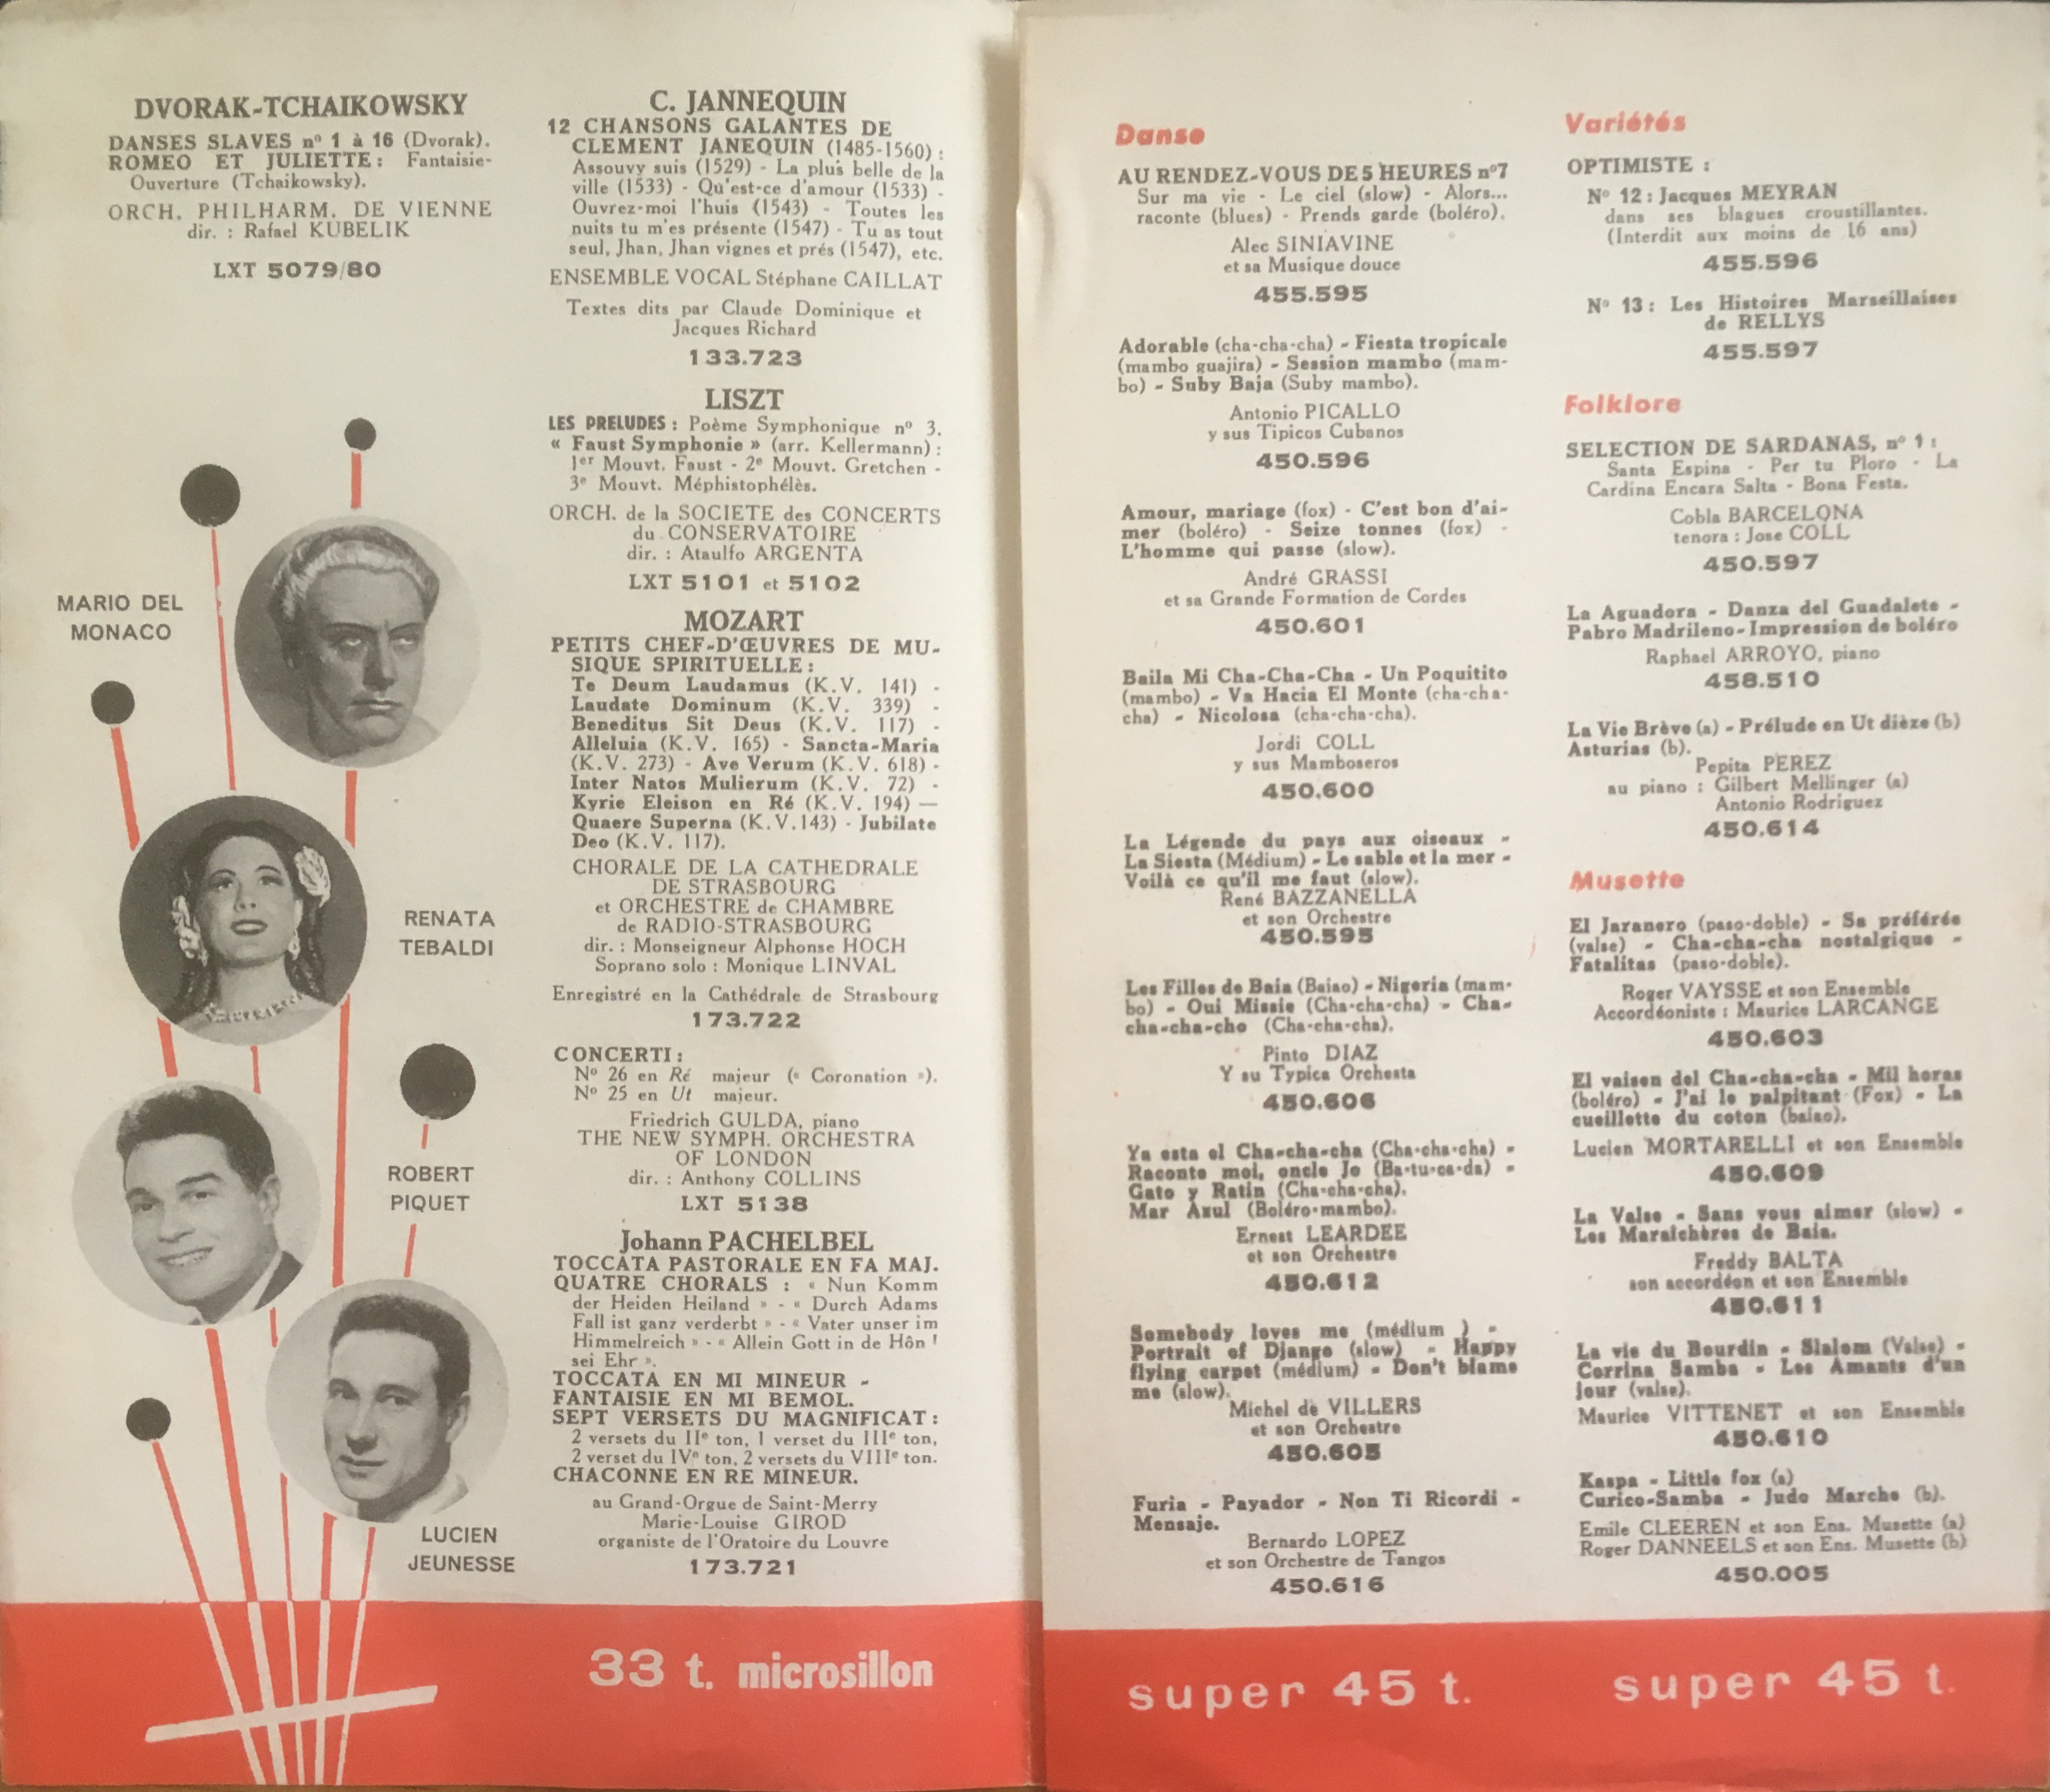 DVORAK-TCHAIKOWSKY
DANSES SLAVES nº 1 à 16 (Dvorak).
ROMEO ET JULIETTE : Fantaisie-
Ouverture (Tchaikowsky).
ORCH. PHILHARM. DE VIENNE
dir. : Rafael KUBELIK
LXT 5079/80
MARIO DEL
MONACO
RENATA
TEBALDI
ROBERT
PIQUET
LUCIEN
JEUNESSE
C. JANNEQUIN
12 CHANSONS GALANTES DE
CLEMENT JANEQUIN (1485-1560) :
Assouvy suis (1529) - La plus belle de la
ville (1533) - Qu'est-ce d'amour (1533) -
Ouvrez-moi l'huis (1543) - Toutes les
nuits tu m'es présente (1547) - Tu as tout
seul, Jhan, Jhan vignes et prés (1547), etc.
ENSEMBLE VOCAL Stéphane CAILLAT
Textes dits par Claude Dominique et
Jacques Richard
133.723
LISZT
LES PRELUDES : Poème Symphonique nº 3.
« Faust Symphonie » (arr. Kellermann) :
1er Mouvt. Faust - 2e Mouvt. Gretchen -
3e Mouvt. Méphistophélès.
ORCH. de la SOCIETE des CONCERTS
du CONSERVATOIRE
dir. : Ataulfo ARGENTA
LXT 5101 et 5102
MOZART
PETITS CHEF-D'ŒUVRES DE MU-
SIQUE SPIRITUELLE :
Te Deum Laudamus (K.V. 141) -
Laudate Dominum (K.V. 339) -
Beneditus Sit Deus (K.V. 117) -
Alleluia (K.V. 165) - Sancta-Maria
(K.V. 273) - Ave Verum (K.V. 618) -
Inter Natos Mulierum (K.V. 72) -
Kyrie Eleison en Ré (K.V. 194) —
Quaere Superna (K.V.143) - Jubilate
Deo (K.V. 117).
CHORALE DE LA CATHEDRALE
DE STRASBOURG
et ORCHESTRE de CHAMBRE
de RADIO-STRASBOURG
dir. : Monseigneur Alphonse HOCH
Soprano solo : Monique LINVAL
Enregistré en la Cathédrale de Strasbourg
173.722
CONCERTI :
Nº 26 en Ré majeur (« Coronation »).
Nº 25 en Ut majeur.
Friedrich GULDA, piano
THE NEW SYMPH. ORCHESTRA
OF LONDON
dir. : Anthony COLLINS
LXT 5138
Johann PACHELBEL
TOCCATA PASTORALE EN FA MAJ.
QUATRE CHORALS : « Nun Komm
der Heiden Heiland » - « Durch Adams
Fall ist ganz verderbt » - « Vater unser im
Himmelreich » - « Allein Gott in de Hôn !
sei Ehr ».
TOCCATA EN MI MINEUR -
FANTAISIE EN MI BEMOL.
SEPT VERSETS DU MAGNIFICAT :
2 versets du IIe ton, 1 verset du IIIe ton,
2 verset du IVe ton, 2 versets du VIIIe ton.
CHACONNE EN RE MINEUR.
au Grand-Orgue de Saint-Merry
Marie-Louise GIROD
organiste de l'Oratoire du Louvre
173.721
33 t. microsillon
Danse
AU RENDEZ-VOUS DE 5 HEURES nº7
Sur ma vie - Le ciel (slow) - Alors...
raconte (blues) - Prends garde (boléro).
Alec SINIAVINE
et sa Musique douce
455.595
Adorable (cha-cha-cha) - Fiesta tropicale
(mambo guajira) - Session mambo (mam-
bo) - Suby Baja (Suby mambo).
Antonio PICALLO
y sus Tipicos Cubanos
450.596
Amour, mariage (fox) - C'est bon d'ai-
mer (boléro) - Seize tonnes (fox) -
L'homme qui passe (slow).
André GRASSI
et sa Grande Formation de Cordes
450.601
Baila Mi Cha-Cha-Cha - Un Poquitito
(mambo) - Va Hacia El Monte (cha-cha-
cha) - Nicolosa (cha-cha-cha).
Jordi COLL
y sus Mamboseros
450.600
La Légende du pays aux oiseaux -
La Siesta (Médium) - Le sable et la mer -
Voilà ce qu'il me faut (slow).
René BAZZANELLA
et son Orchestre
450.595
Les Filles de Baia (Baiao) - Nigeria (mam-
bo) - Oui Missie (Cha-cha-cha) - Cha-
cha-cha-cho (Cha-cha-cha).
Pinto DIAZ
Y su Typica Orchesta
450.606
Ya esta el Cha-cha-cha (Cha-cha-cha) -
Raconte moi, oncle Jo (Ba-tu-ca-da) -
Gato y Ratin (Cha-cha-cha).
Mar Azul (Boléro-mambo).
Ernest LEARDEE
et son Orchestre
450.612
Somebody loves me (médium ) -
Portrait of Django (slow) - Happy
flying carpet (médium) - Don't blame
me (slow).
Michel de VILLERS
et son Orchestre
450.605
Furia - Payador - Non Ti Ricordi -
Mensaje.
Bernardo LOPEZ
et son Orchestre de Tangos
450.616
super 45 t.
Variétés
OPTIMISTE :
Nº 12 : Jacques MEYRAN
dans ses blagues croustillantes.
(Interdit aux moins de 16 ans)
455.596
Nº 13 : Les Histoires Marseillaises
de RELLYS
455.597
Folklore
SELECTION DE SARDANAS, nº 1 :
Santa Espina - Per tu Ploro - La
Cardina Encara Salta - Bona Festa.
Cobla BARCELONA
tenora : Jose COLL
450.597
La Aguadora - Danza del Guadalete -
Pabro Madrileno - Impression de boléro
Raphael ARROYO, piano
458.510
La Vie Brève (a) - Prélude en Ut dièze (b)
Asturias (b).
Pepita PEREZ
au piano : Gilbert Mellinger (a)
Antonio Rodriguez
450.614
Musette
El Jaranero (paso-doble) - Sa préférée
(valse) - Cha-cha-cha nostalgique -
Fatalitas (paso-doble).
Roger VAYSSE et son Ensemble
Accordéoniste : Maurice LARCANGE
450.603
El vaisen del Cha-cha-cha - Mil horas
(boléro) - J'ai le palpitant (Fox) - La
cueillette du coton (baiao).
Lucien MORTARELLI et son Ensemble
450.609
La Valse - Sans vous aimer (slow) -
Les Maraîchères de Baia.
Freddy BALTA
son accordéon et son Ensemble
450.611
La vie du Bourdin - Slalom (Valse) -
Corrina Samba - Les Amants d'un
jour (valse).
Maurice VITTENET et son Ensemble
450.610
Kaspa - Little fox (a)
Curico-Samba - Judo Marche (b).
Emile CLEEREN et son Ens. Musette (a)
Roger DANNEELS et son Ens. Musette (b)
450.005
super 45 t.